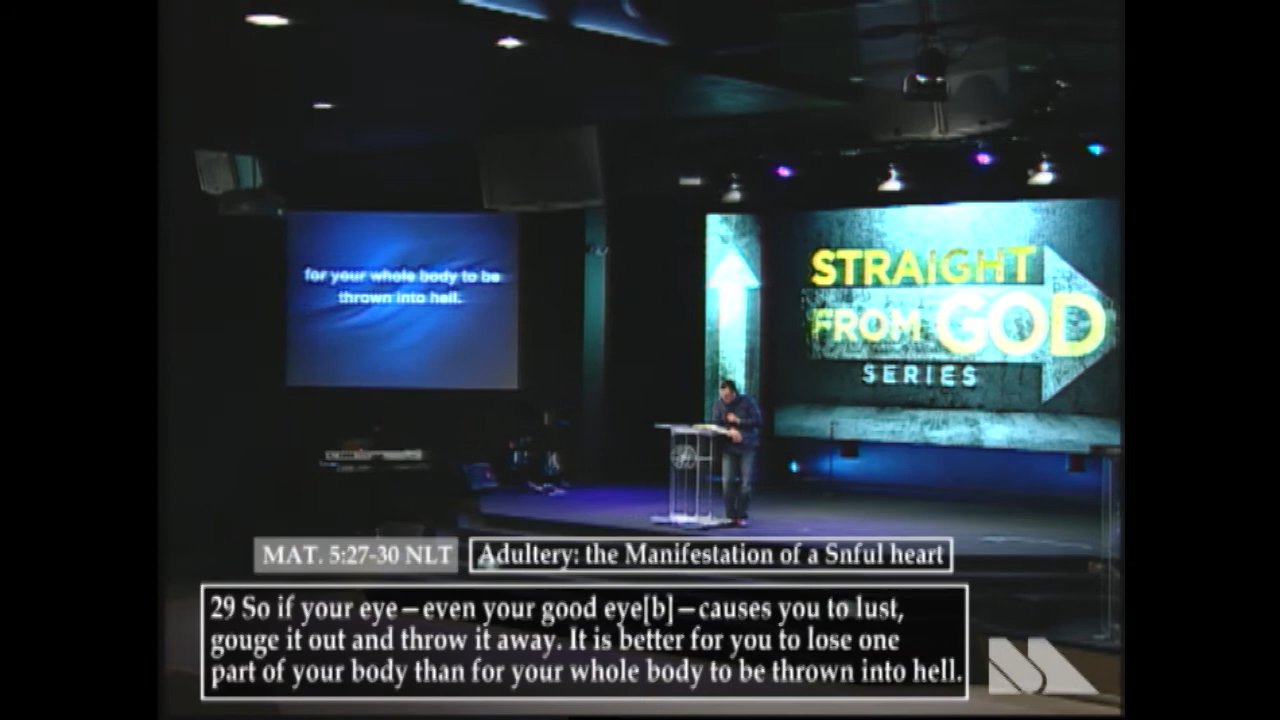 for your whole body to be
thrown into hell.
STRAIGHT
FROM GOD
SERIES
MAT. 5:27-30 NLT
Adultery: the Manifestation of a Snful heart
29 So if your eye—even your good eye[b]—causes you to lust,
gouge it out and throw it away. It is better for you to lose one
part of your body than for your whole body to be thrown into hell.